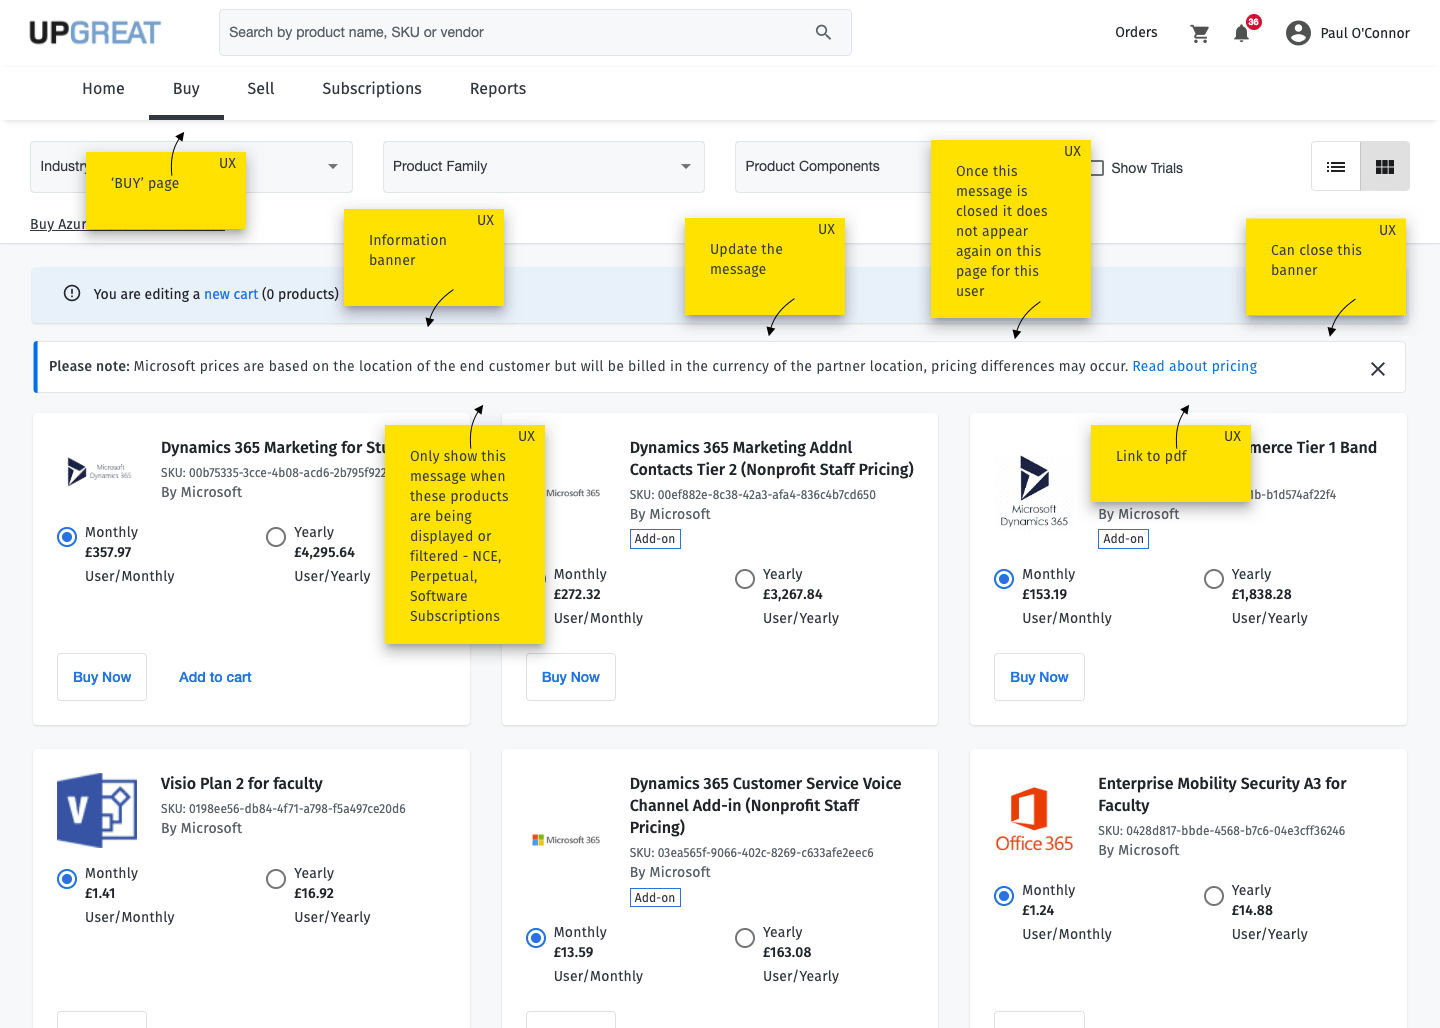 UPGREAT
Search by product name, SKU or vendor
Orders
36
Paul O'Connor
Home
Buy
Sell
Subscriptions
Reports
Industry
UX
‘BUY’ page
Product Family
Product Components
UX
Once this
message is
closed it does
not appear
again on this
page for this
user
Show Trials
Buy Azur
UX
Information
banner
UX
Update the
message
UX
Can close this
banner
You are editing a new cart (0 products)
Please note: Microsoft prices are based on the location of the end customer but will be billed in the currency of the partner location, pricing differences may occur. Read about pricing
Microsoft
Dynamics 365
Dynamics 365 Marketing for Stu
SKU: 00b75335-3cce-4b08-acd6-2b795f922
By Microsoft
Monthly
£357.97
User/Monthly
Yearly
£4,295.64
User/Yearly
Buy Now
Add to cart
UX
Only show this
message when
these products
are being
displayed or
filtered - NCE,
Perpetual,
Software
Subscriptions
Microsoft 365
Dynamics 365 Marketing Addnl
Contacts Tier 2 (Nonprofit Staff Pricing)
SKU: 00ef882e-8c38-42a3-afa4-836c4b7cd650
By Microsoft
Add-on
Monthly
£272.32
User/Monthly
Yearly
£3,267.84
User/Yearly
Buy Now
UX
Link to pdf
Microsoft
Dynamics 365
merce Tier 1 Band
1b-b1d574af22f4
By Microsoft
Add-on
Monthly
£153.19
User/Monthly
Yearly
£1,838.28
User/Yearly
Buy Now
V
Visio Plan 2 for faculty
SKU: 0198ee56-db84-4f71-a798-f5a497ce20d6
By Microsoft
Monthly
£1.41
User/Monthly
Yearly
£16.92
User/Yearly
Microsoft 365
Dynamics 365 Customer Service Voice
Channel Add-in (Nonprofit Staff
Pricing)
SKU: 03ea565f-9066-402c-8269-c633afe2eec6
By Microsoft
Add-on
Monthly
£13.59
User/Monthly
Yearly
£163.08
User/Yearly
Office 365
Enterprise Mobility Security A3 for
Faculty
SKU: 0428d817-bbde-4568-b7c6-04e3cff36246
By Microsoft
Monthly
£1.24
User/Monthly
Yearly
£14.88
User/Yearly